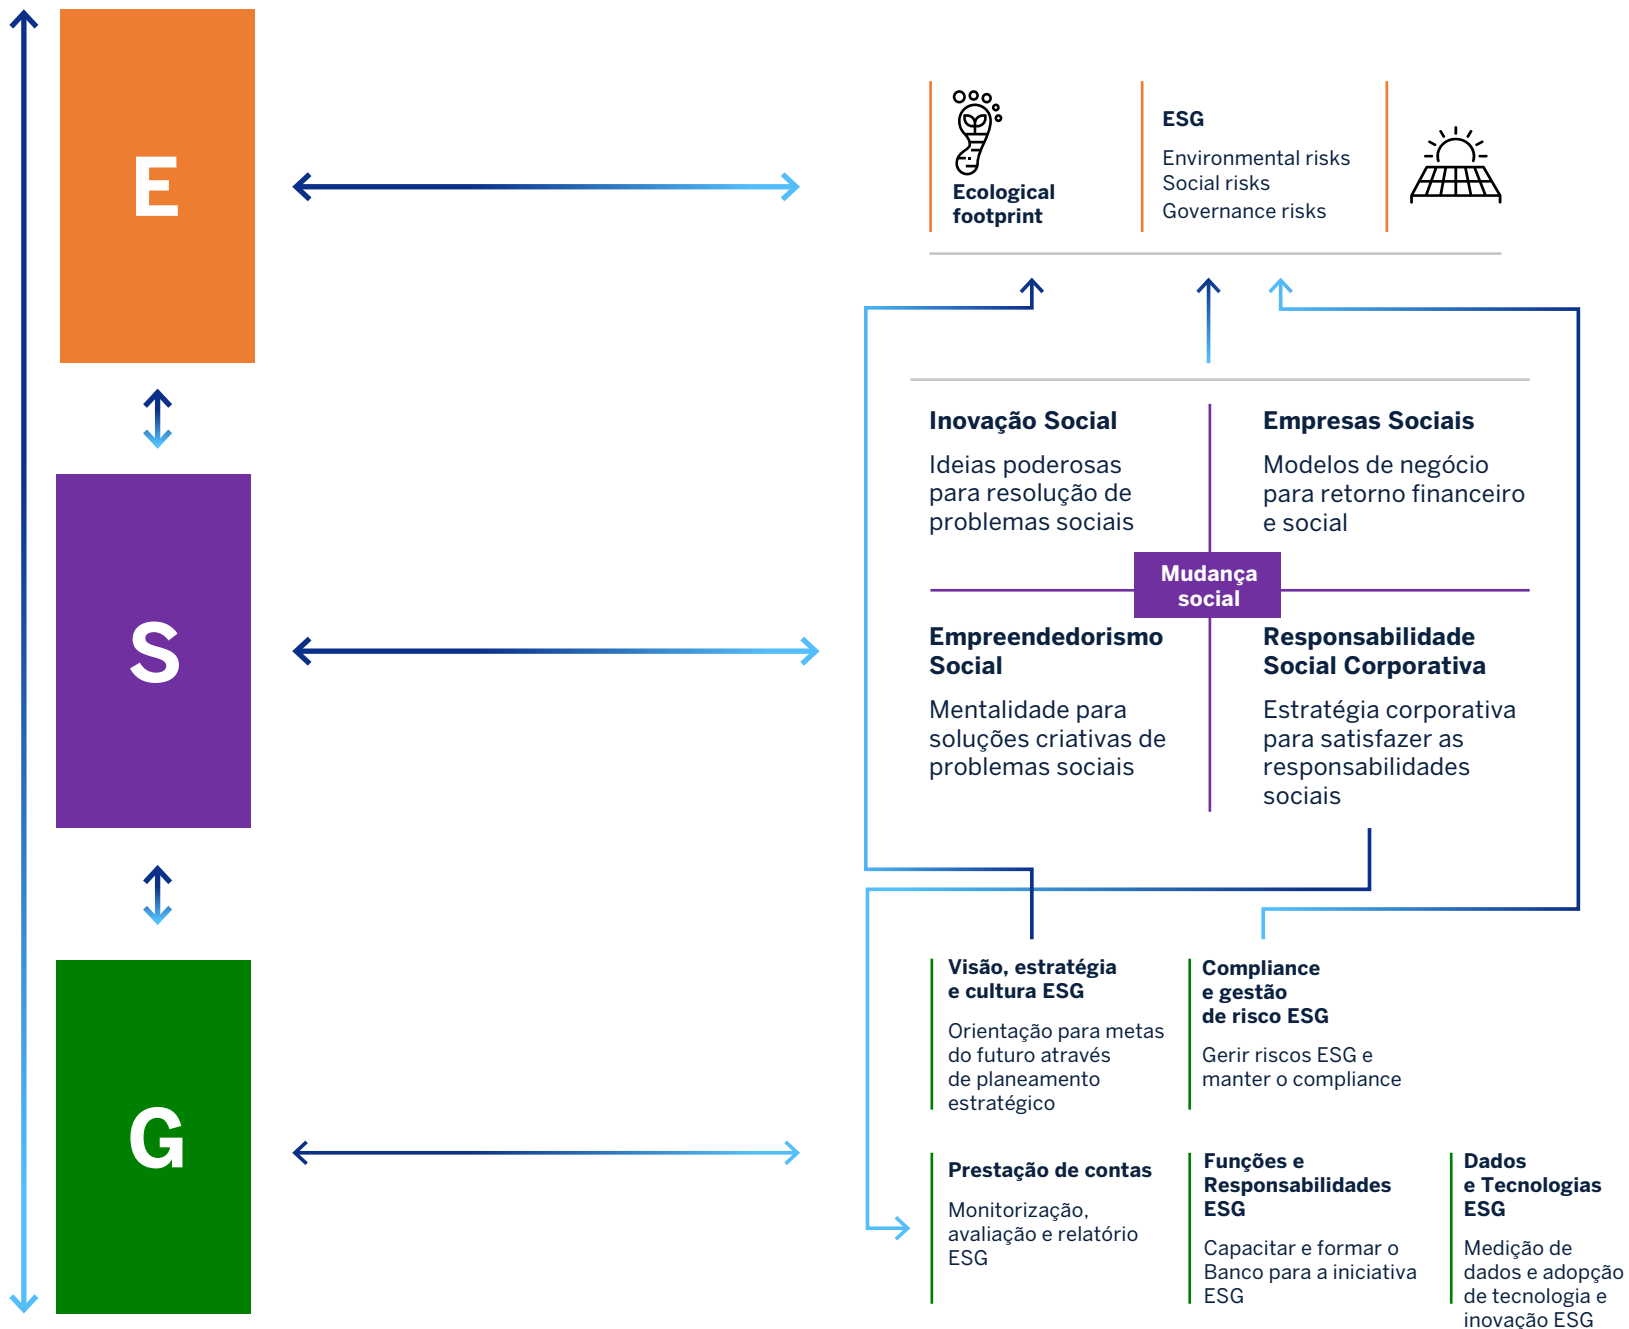 E
Ecological
footprint
ESG
Environmental risks
Social risks
Governance risks
S
Inovação Social
Ideias poderosas
para resolução de
problemas sociais
Empresas Sociais
Modelos de negócio
para retorno financeiro
e social
Mudança
social
Empreendedorismo
Social
Mentalidade para
soluções criativas de
problemas sociais
Responsabilidade
Social Corporativa
Estratégia corporativa
para satisfazer as
responsabilidades
sociais
G
Visão, estratégia
e cultura ESG
Orientação para metas
do futuro através
de planeamento
estratégico
Compliance
e gestão
de risco ESG
Gerir riscos ESG e
manter o compliance
Prestação de contas
Monitorização,
avaliação e relatório
ESG
Funções e
Responsabilidades
ESG
Capacitar e formar o
Banco para a iniciativa
ESG
Dados
e Tecnologias
ESG
Medição de
dados e adopção
de tecnologia e
inovação ESG